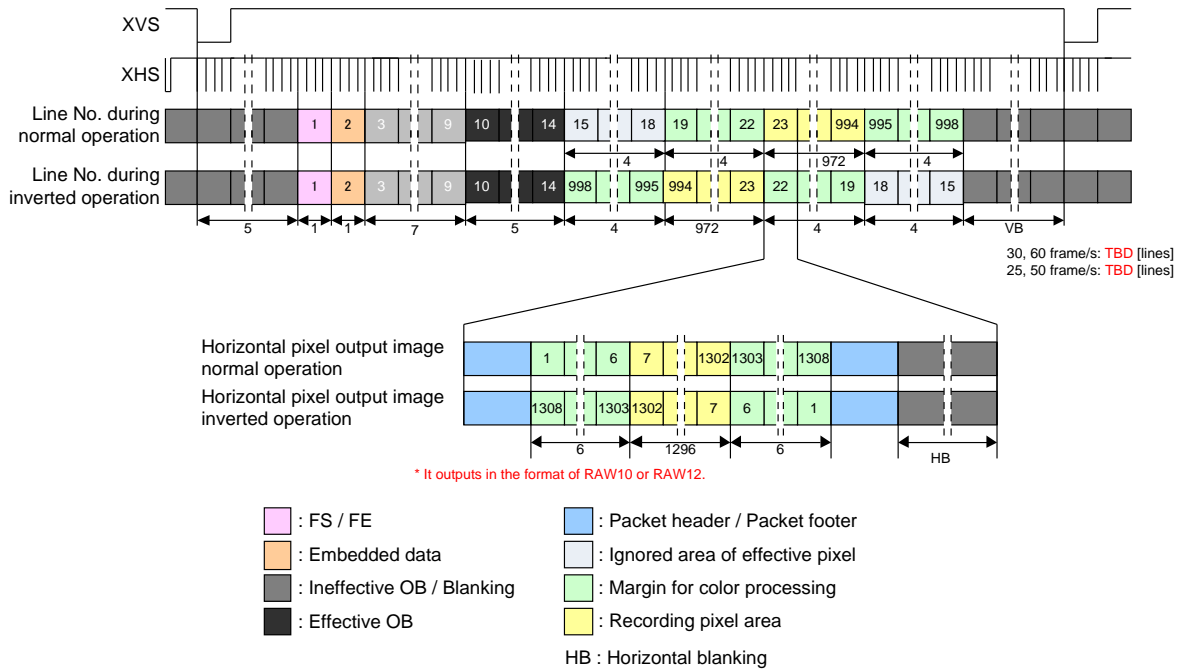 XVS
XHS
Line No. during
normal operation
1 2 3 9 10 14 15 18 19 22 23 994 995 998
4 4 972 4
Line No. during
inverted operation
1 2 3 9 10 14 998 995 994 23 22 19 18 15
5 1 1 7 5 4 972 4 4 VB
30, 60 frame/s: TBD [lines]
25, 50 frame/s: TBD [lines]
Horizontal pixel output image
normal operation
1 6 7 1302 1303 1308
Horizontal pixel output image
inverted operation
1308 1303 1302 7 6 1
6 1296 6 HB
* It outputs in the format of RAW10 or RAW12.
: FS / FE
: Packet header / Packet footer
: Embedded data
: Ignored area of effective pixel
: Ineffective OB / Blanking
: Margin for color processing
: Effective OB
: Recording pixel area
HB : Horizontal blanking